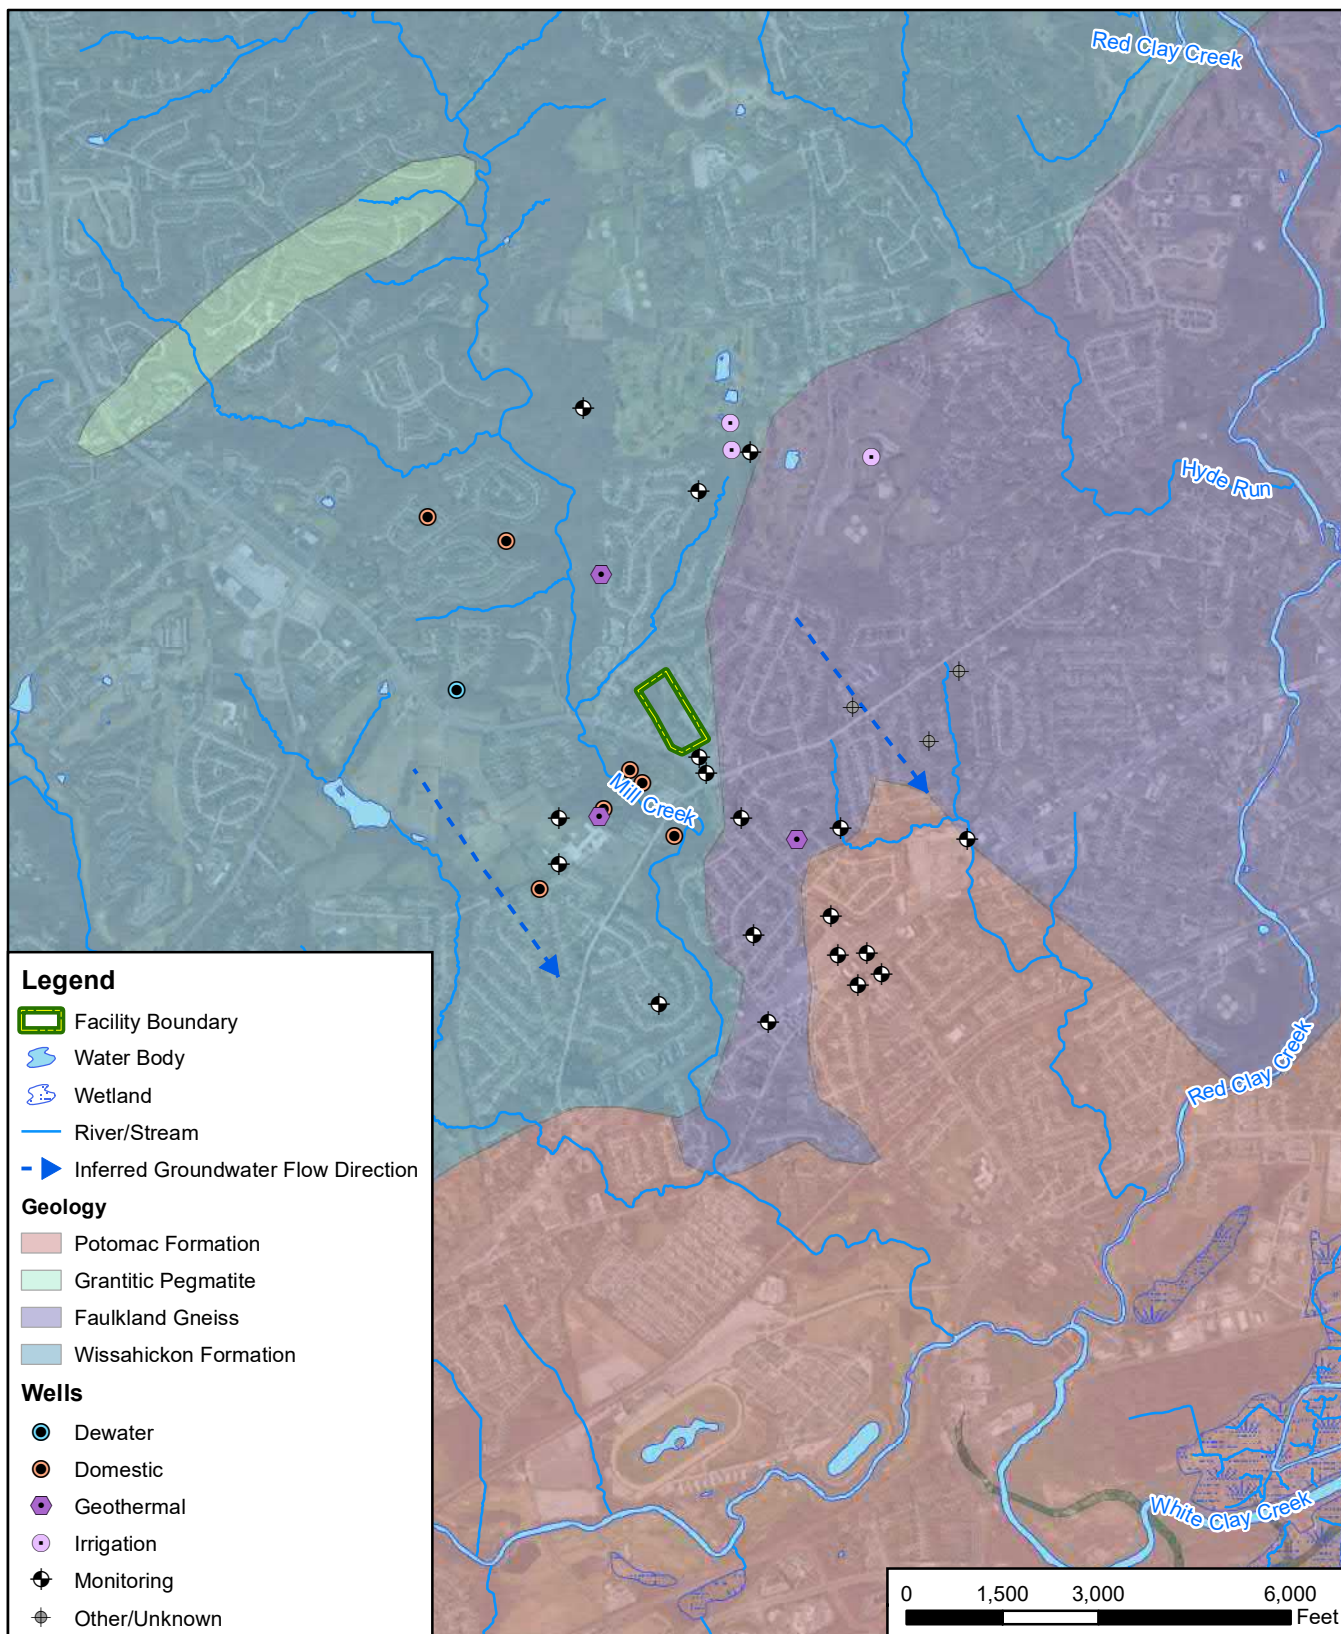 Red Clay Creek
Hyde Run
Mill Creek
Red Clay Creek
White Clay Creek
Legend
Facility Boundary
Water Body
Wetland
River/Stream
Inferred Groundwater Flow Direction
Geology
Potomac Formation
Grantitic Pegmatite
Faulkland Gneiss
Wissahickon Formation
Wells
Dewater
Domestic
Geothermal
Irrigation
Monitoring
Other/Unknown
0 1,500 3,000 6,000
Feet